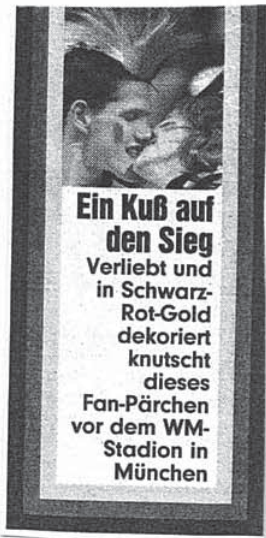 Ein Kuß auf
den Sieg
Verliebt und
in Schwarz-
Rot-Gold
dekoriert
knutscht
dieses
Fan-Pärchen
vor dem WM-
Stadion in
München